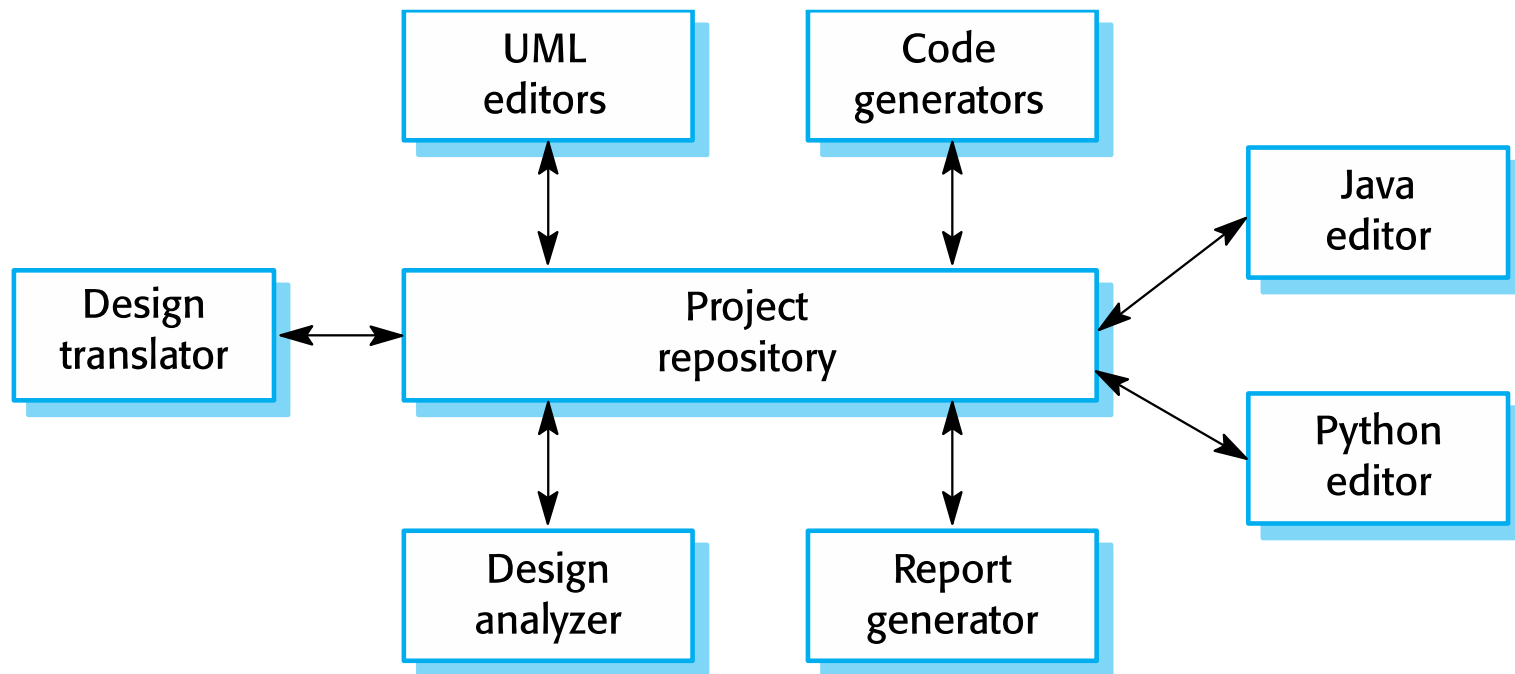 UML
editors
Code
generators
Java
editor
Design
translator
Project
repository
Python
editor
Design
analyzer
Report
generator